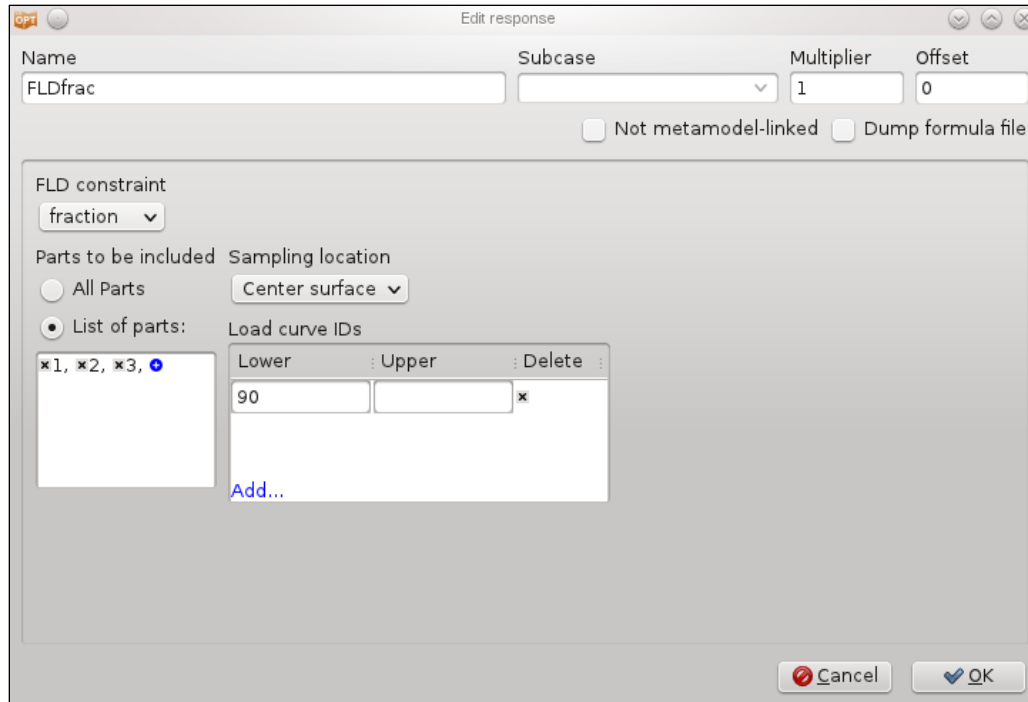 OPT Edit response
Name Subcase Multiplier Offset
FLDfrac 1 0
Not metamodel-linked Dump formula file
FLD constraint
fraction
Parts to be included Sampling location
All Parts Center surface
List of parts: Load curve IDs
1, 2, 3, Lower Upper Delete
90
Add...
Cancel OK